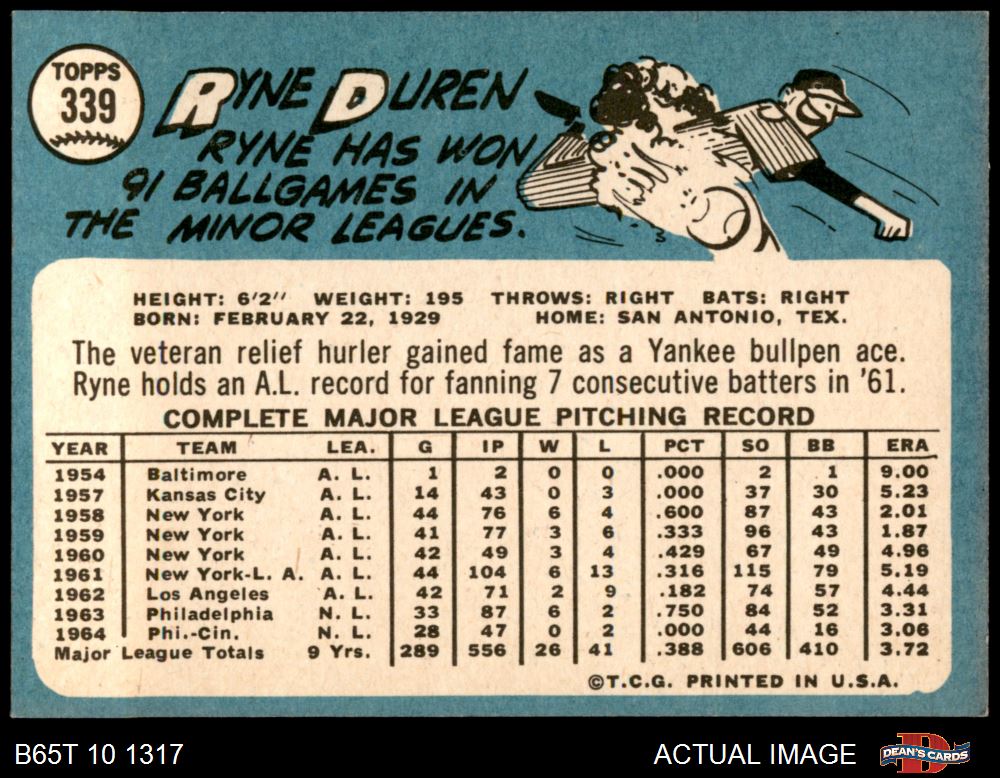 TOPPS
339
RYNE DUREN
RYNE HAS WON
91 BALLGAMES IN
THE MINOR LEAGUES.
HEIGHT: 6'2" WEIGHT: 195 THROWS: RIGHT BATS: RIGHT
BORN: FEBRUARY 22, 1929 HOME: SAN ANTONIO, TEX.
The veteran relief hurler gained fame as a Yankee bullpen ace.
Ryne holds an A.L. record for fanning 7 consecutive batters in '61.
COMPLETE MAJOR LEAGUE PITCHING RECORD
YEAR TEAM LEA. G IP W L PCT SO BB ERA
1954 Baltimore A. L. 1 2 0 0 .000 2 1 9.00
1957 Kansas City A. L. 14 43 0 3 .000 37 30 5.23
1958 New York A. L. 44 76 6 4 .600 87 43 2.01
1959 New York A. L. 41 77 3 6 .333 96 43 1.87
1960 New York A. L. 42 49 3 4 .429 67 49 4.96
1961 New York-L. A. A. L. 44 104 6 13 .316 115 79 5.19
1962 Los Angeles A. L. 42 71 2 9 .182 74 57 4.44
1963 Philadelphia N. L. 33 87 6 2 .750 84 52 3.31
1964 Phi.-Cin. N. L. 28 47 0 2 .000 44 16 3.06
Major League Totals 9 Yrs. 289 556 26 41 .388 606 410 3.72
©T.C.G. PRINTED IN U.S.A.
B65T 10 1317 ACTUAL IMAGE DEAN'S CARDS